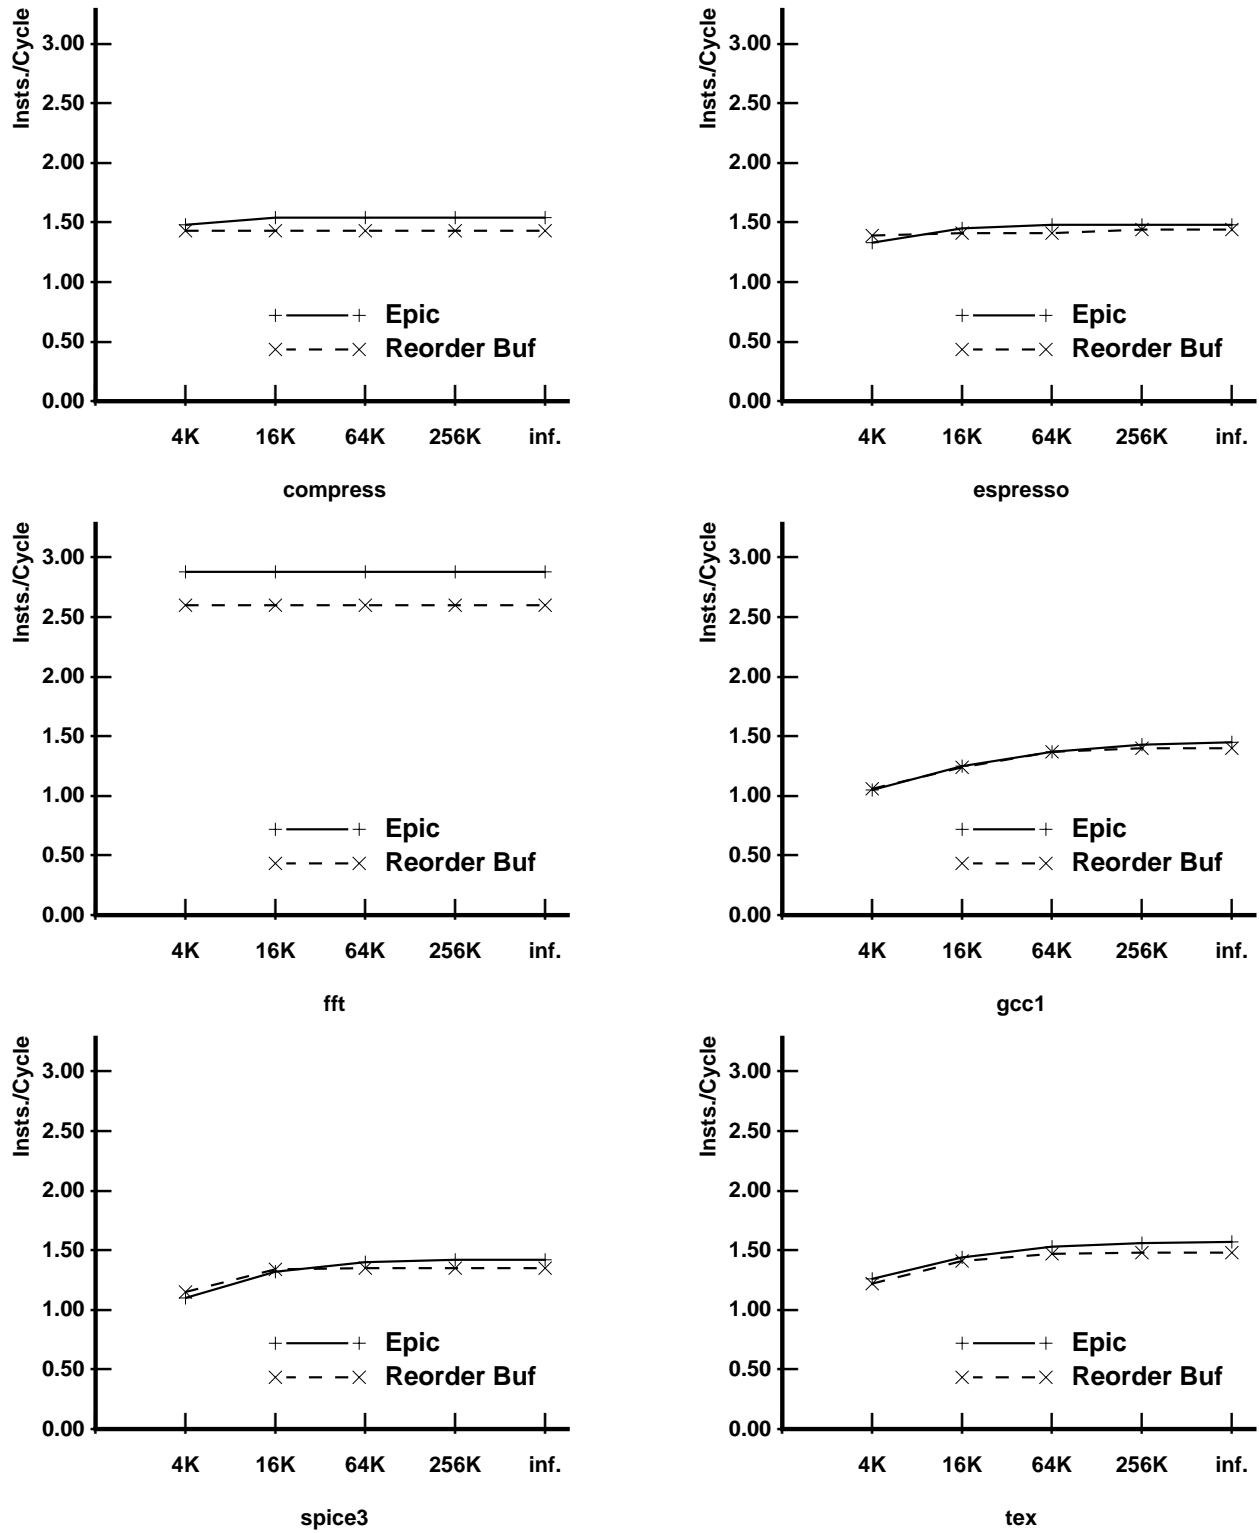 Insts./Cycle
3.00
2.50
2.00
1.50
1.00
0.50
0.00
Epic
Reorder Buf
4K 16K 64K 256K inf.
compress
Insts./Cycle
3.00
2.50
2.00
1.50
1.00
0.50
0.00
Epic
Reorder Buf
4K 16K 64K 256K inf.
espresso
Insts./Cycle
3.00
2.50
2.00
1.50
1.00
0.50
0.00
Epic
Reorder Buf
4K 16K 64K 256K inf.
fft
Insts./Cycle
3.00
2.50
2.00
1.50
1.00
0.50
0.00
Epic
Reorder Buf
4K 16K 64K 256K inf.
gcc1
Insts./Cycle
3.00
2.50
2.00
1.50
1.00
0.50
0.00
Epic
Reorder Buf
4K 16K 64K 256K inf.
spice3
Insts./Cycle
3.00
2.50
2.00
1.50
1.00
0.50
0.00
Epic
Reorder Buf
4K 16K 64K 256K inf.
tex